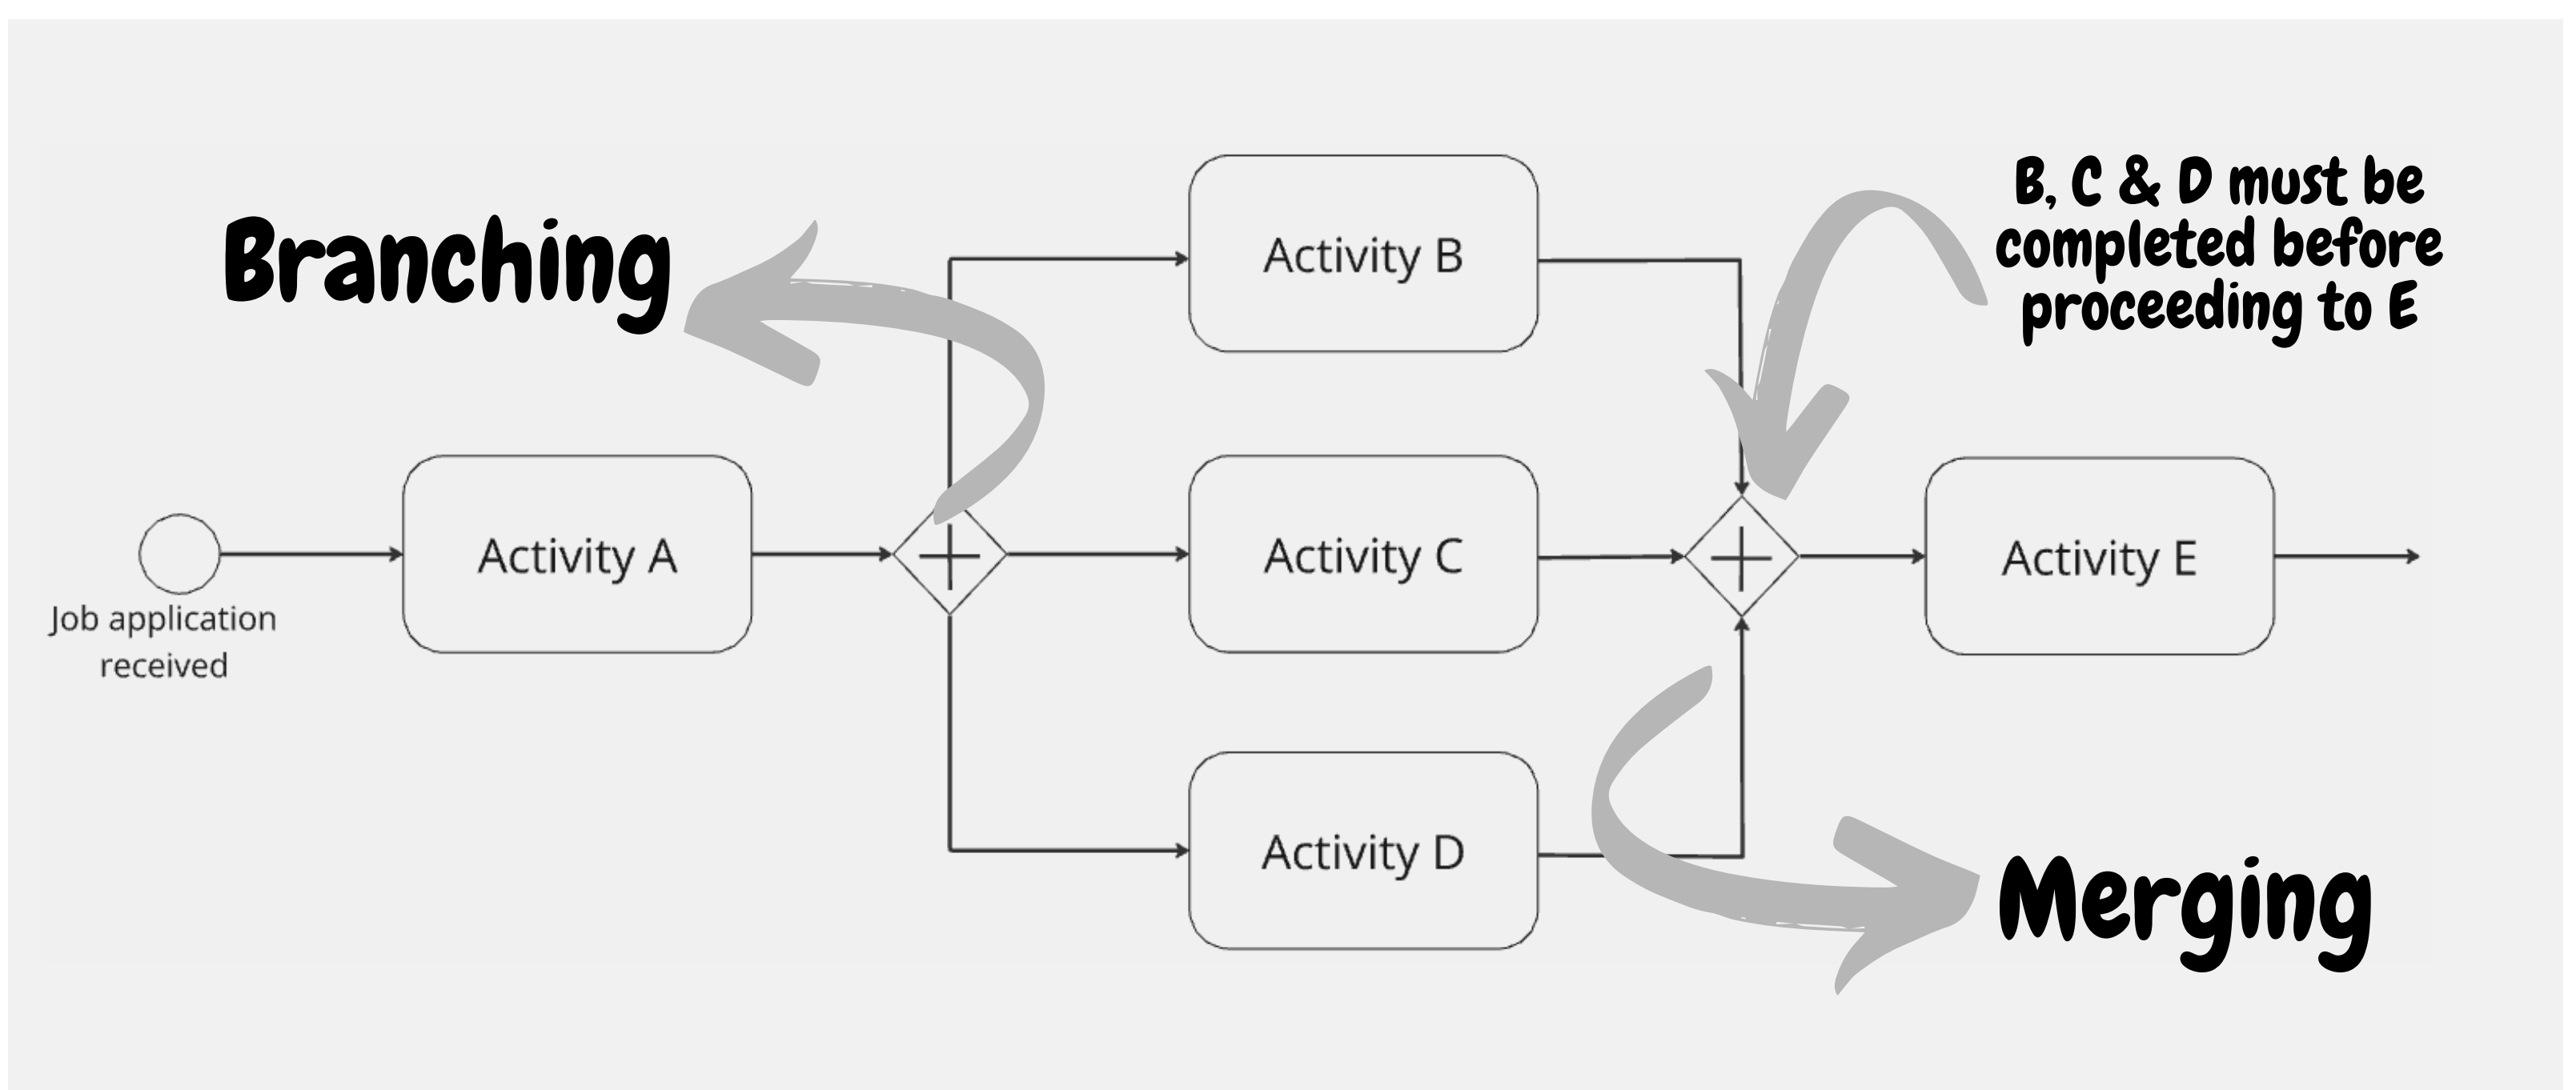 B, C & D must be
completed before
proceeding to E
Branching
Activity B
Job application
received
Activity A
Activity C
Activity E
Activity D
Merging